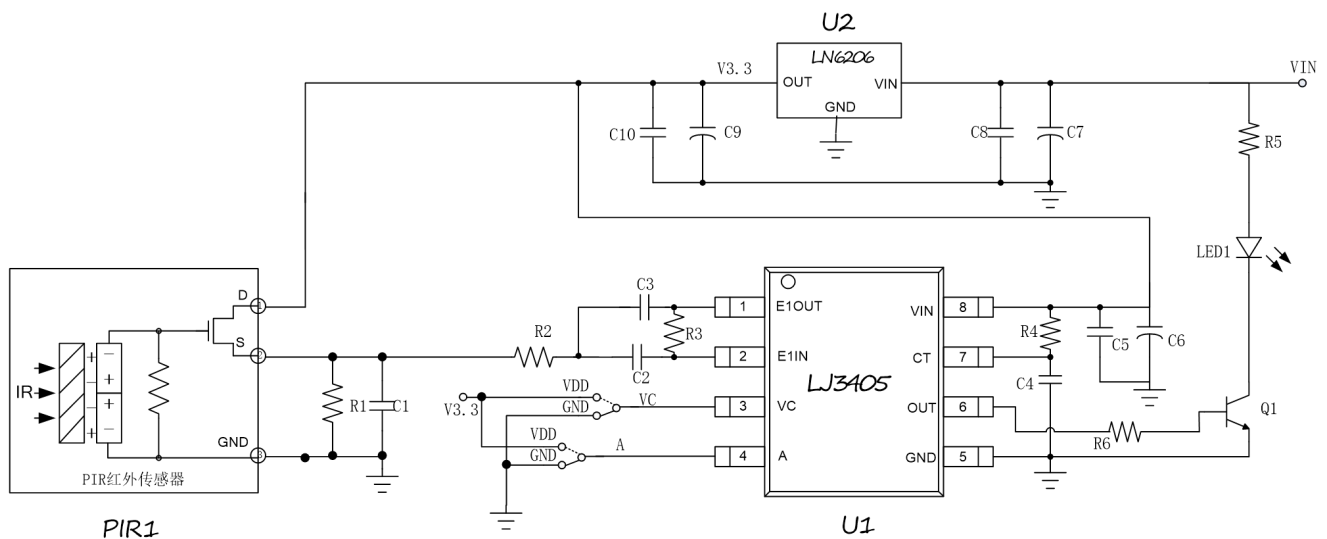 U2
LN6206
V3.3
OUT
VIN
GND
VIN
C10
C9
C8
C7
R5
LED1
D
S
GND
1
2
3
IR
+
−
+
−
+
−
+
−
PIR红外传感器
PIR1
R1
C1
R2
C3
R3
C2
V3.3
VDD
GND
VC
VDD
GND
A
1
E1OUT
2
E1IN
3
VC
4
A
LJ3405
VIN
8
CT
7
OUT
6
GND
5
U1
R4
C5
C6
C4
R6
Q1